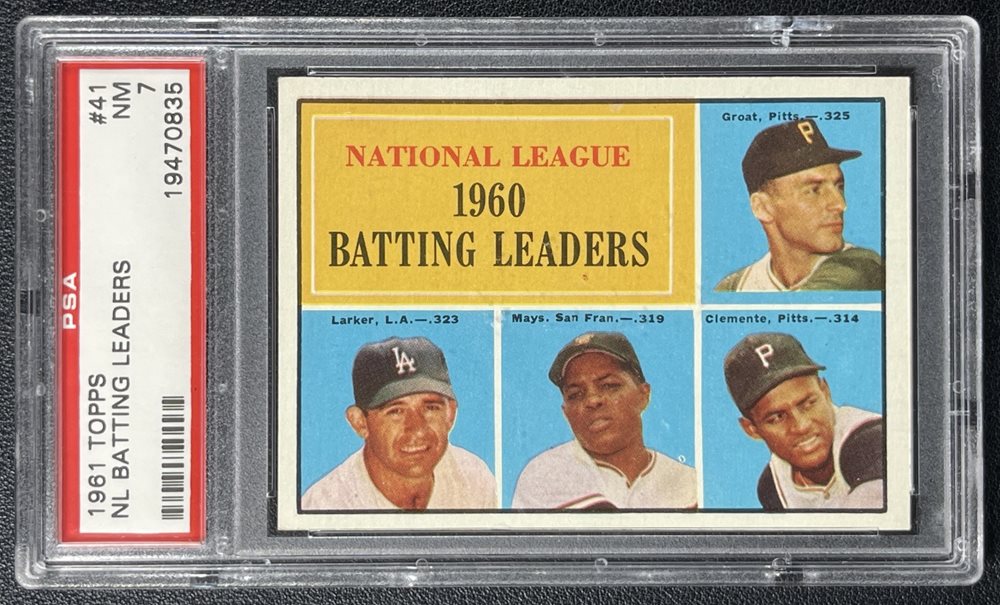 1961 TOPPS
NL BATTING LEADERS
#41
NM
7
19470835
PSA
NATIONAL LEAGUE
1960
BATTING LEADERS
Groat, Pitts.—.325
P
Larker, L.A.—.323
LA
Mays. San Fran.—.319
Clemente, Pitts.—.314
P